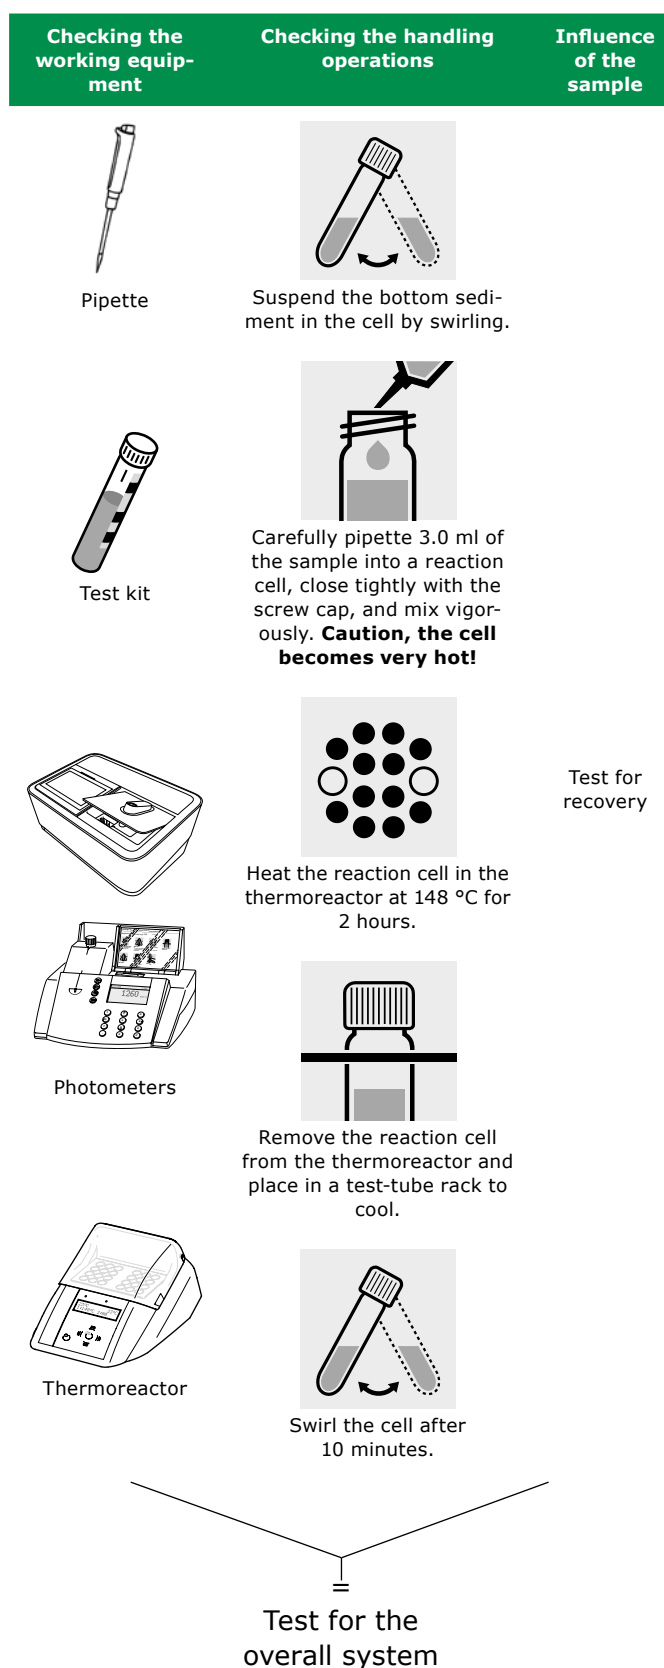 Checking the
working equip-
ment
Checking the handling
operations
Influence
of the
sample
Pipette
Suspend the bottom sedi-
ment in the cell by swirling.
Test kit
Carefully pipette 3.0 ml of
the sample into a reaction
cell, close tightly with the
screw cap, and mix vigor-
ously. Caution, the cell
becomes very hot!
Test for
recovery
Heat the reaction cell in the
thermoreactor at 148 °C for
2 hours.
1260
Photometers
Remove the reaction cell
from the thermoreactor and
place in a test-tube rack to
cool.
Thermoreactor
Swirl the cell after
10 minutes.
=
Test for the
overall system